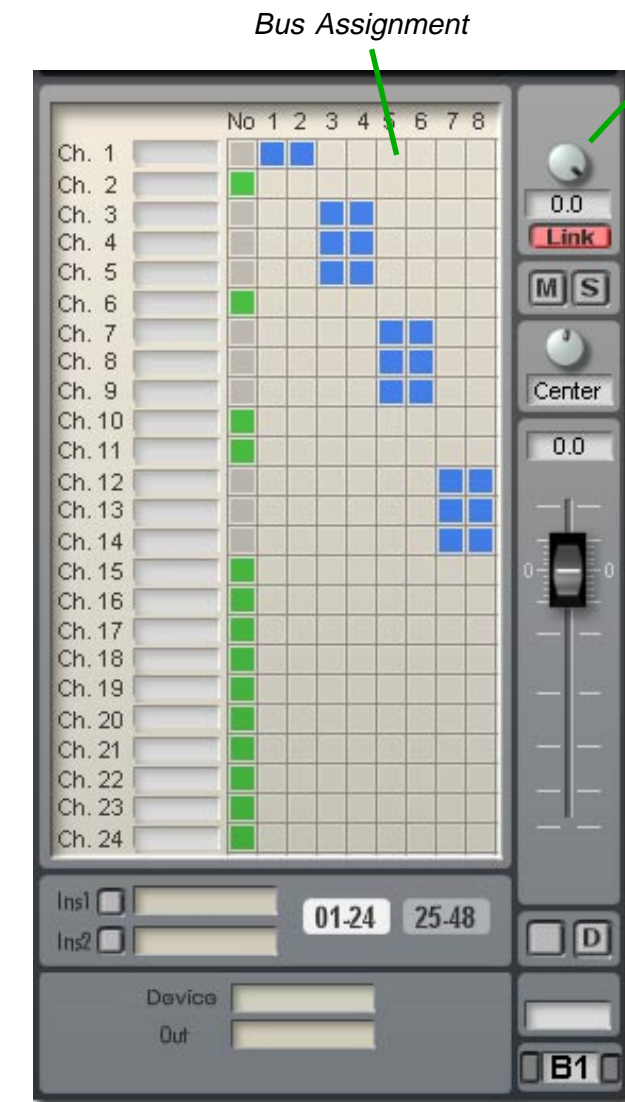 Bus Assignment
No 1 2 3 4 5 6 7 8
Ch. 1
Ch. 2
Ch. 3
Ch. 4
Ch. 5
Ch. 6
Ch. 7
Ch. 8
Ch. 9
Ch. 10
Ch. 11
Ch. 12
Ch. 13
Ch. 14
Ch. 15
Ch. 16
Ch. 17
Ch. 18
Ch. 19
Ch. 20
Ch. 21
Ch. 22
Ch. 23
Ch. 24
0.0
Link
M S
Center
0.0
0 0
Ins1
01-24 25-48
Ins2
D
Device
Out
B1